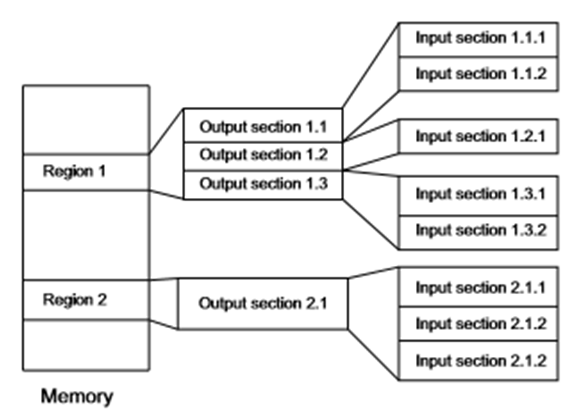 Input section 1.1.1
Input section 1.1.2
Output section 1.1
Output section 1.2
Output section 1.3
Input section 1.2.1
Region 1
Input section 1.3.1
Input section 1.3.2
Region 2
Output section 2.1
Input section 2.1.1
Input section 2.1.2
Input section 2.1.2
Memory